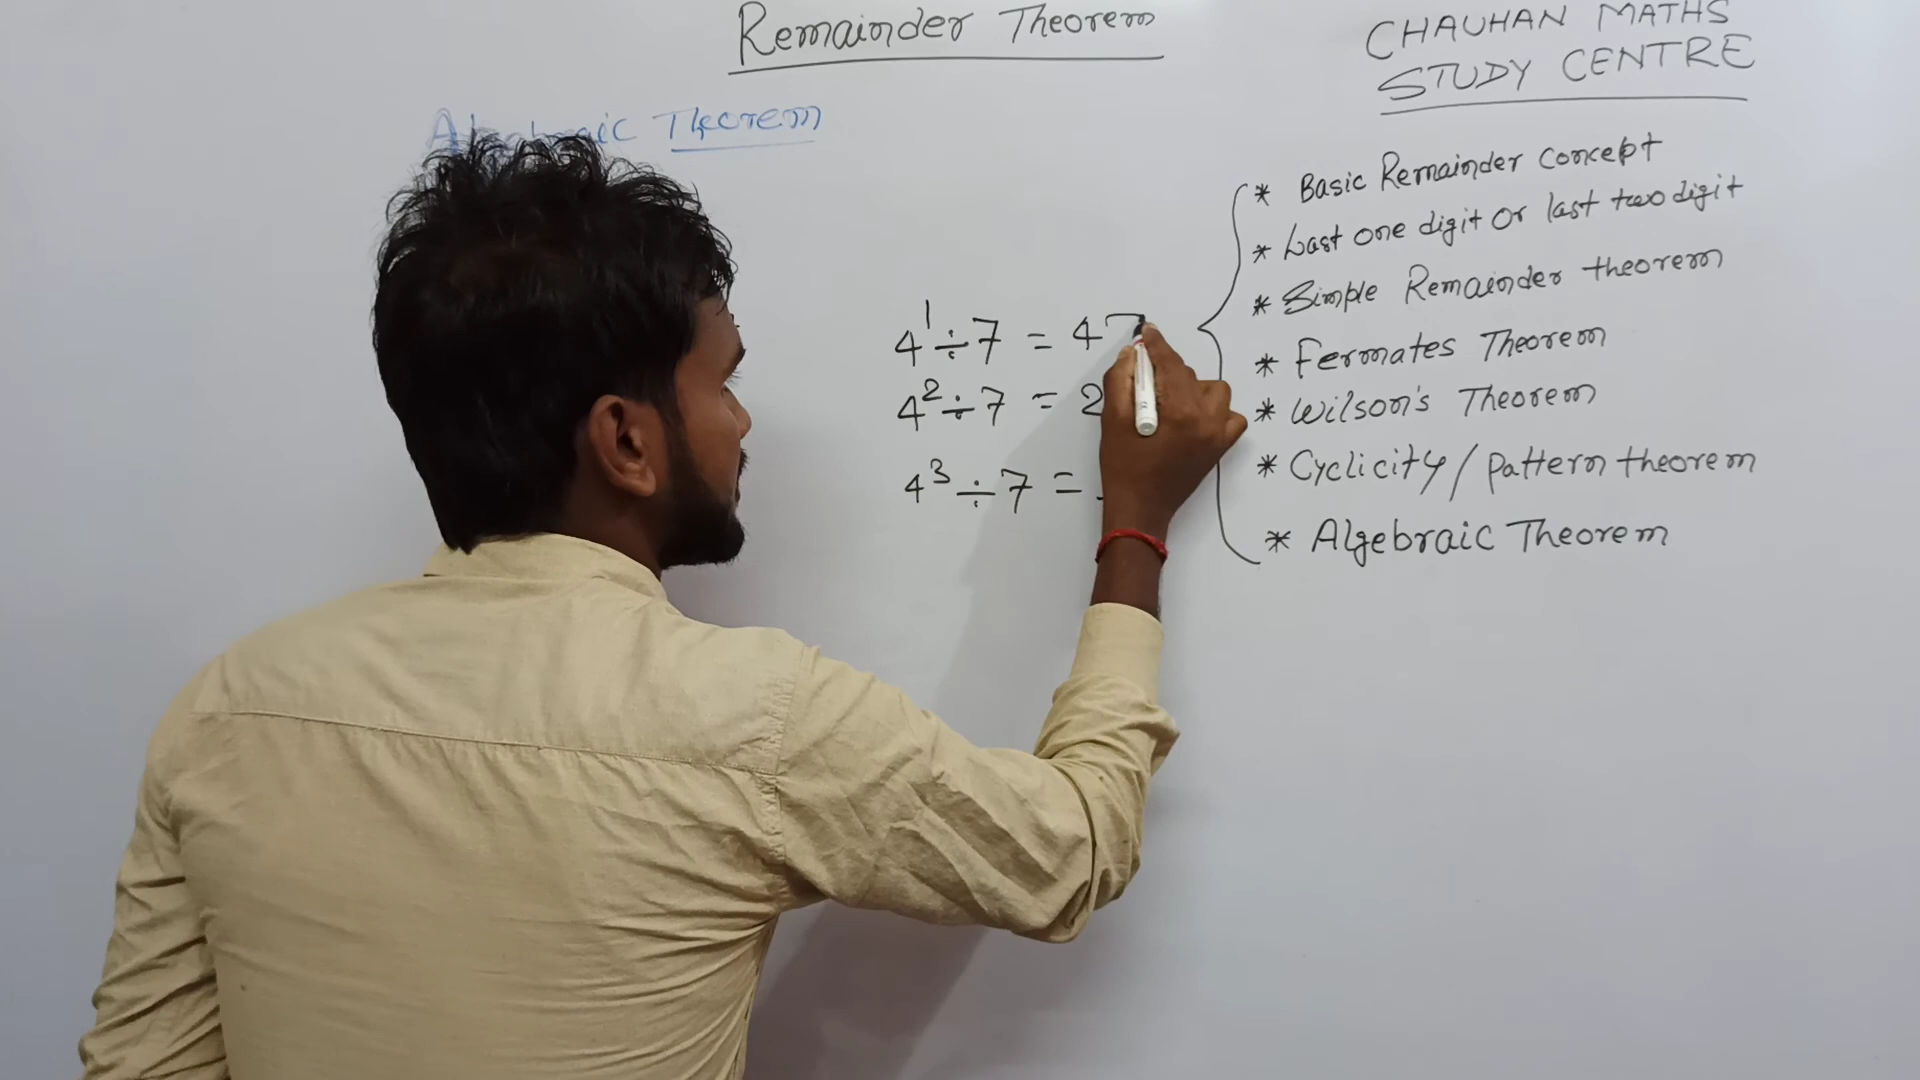 Remainder Theorem
CHAUHAN MATHS
STUDY CENTRE
Theorem
* Basic Remainder concept
* Last one digit or last two digit
* Simple Remainder theorem
* Fermates Theorem
* Wilson's Theorem
* Cyclicity / pattern theorem
* Algebraic Theorem
4¹ ÷ 7 = 4
4² ÷ 7 = 2
4³ ÷ 7 =